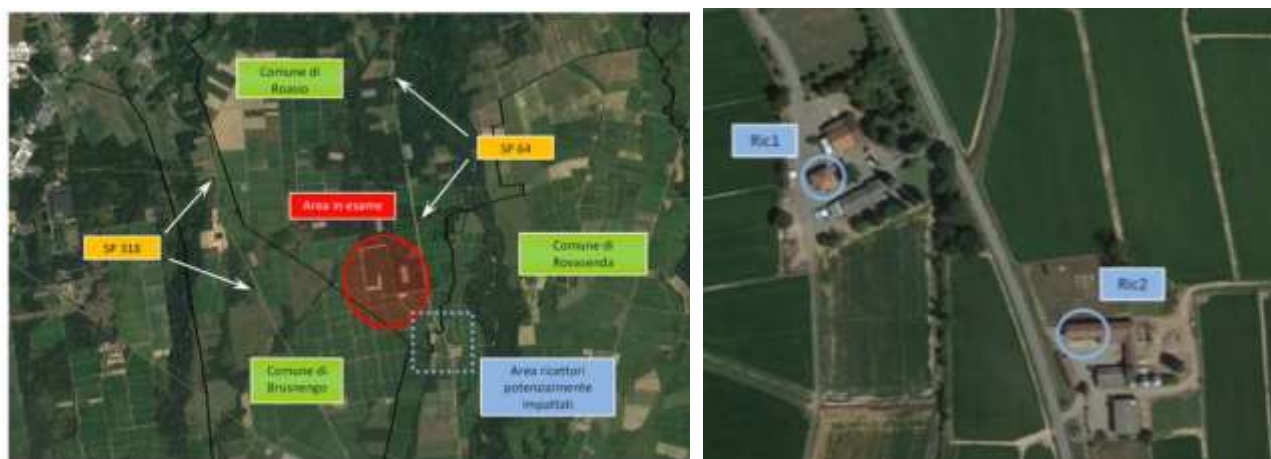 Comune di
Roasio
SP 64
Area in esame
SP 318
Comune di
Rovasenda
Comune di
Brusnengo
Area ricettori
potenzialmente
impattati
Ric1
Ric2